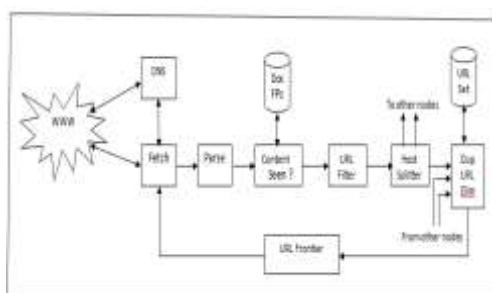 WWW
DNS
Doc
FPs
URL
Set
To other nodes
Fetch
Parse
Content
Seen ?
URL
Filter
Host
Splitter
Dup
URL
Elim
From other nodes
URL Frontier